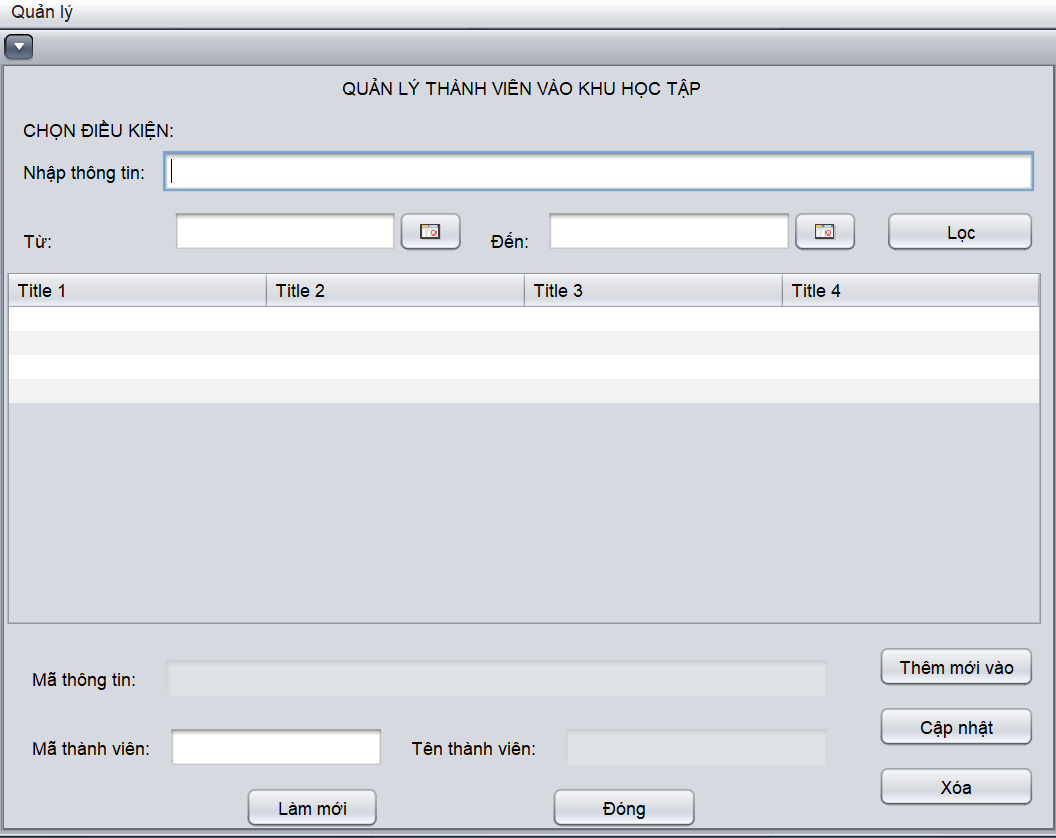 Quản lý
QUẢN LÝ THÀNH VIÊN VÀO KHU HỌC TẬP
CHỌN ĐIỀU KIỆN:
Nhập thông tin:
Từ: Đến: Lọc
Title 1 Title 2 Title 3 Title 4
Mã thông tin: Thêm mới vào
Cập nhật
Mã thành viên: Tên thành viên:
Xóa
Làm mới Đóng